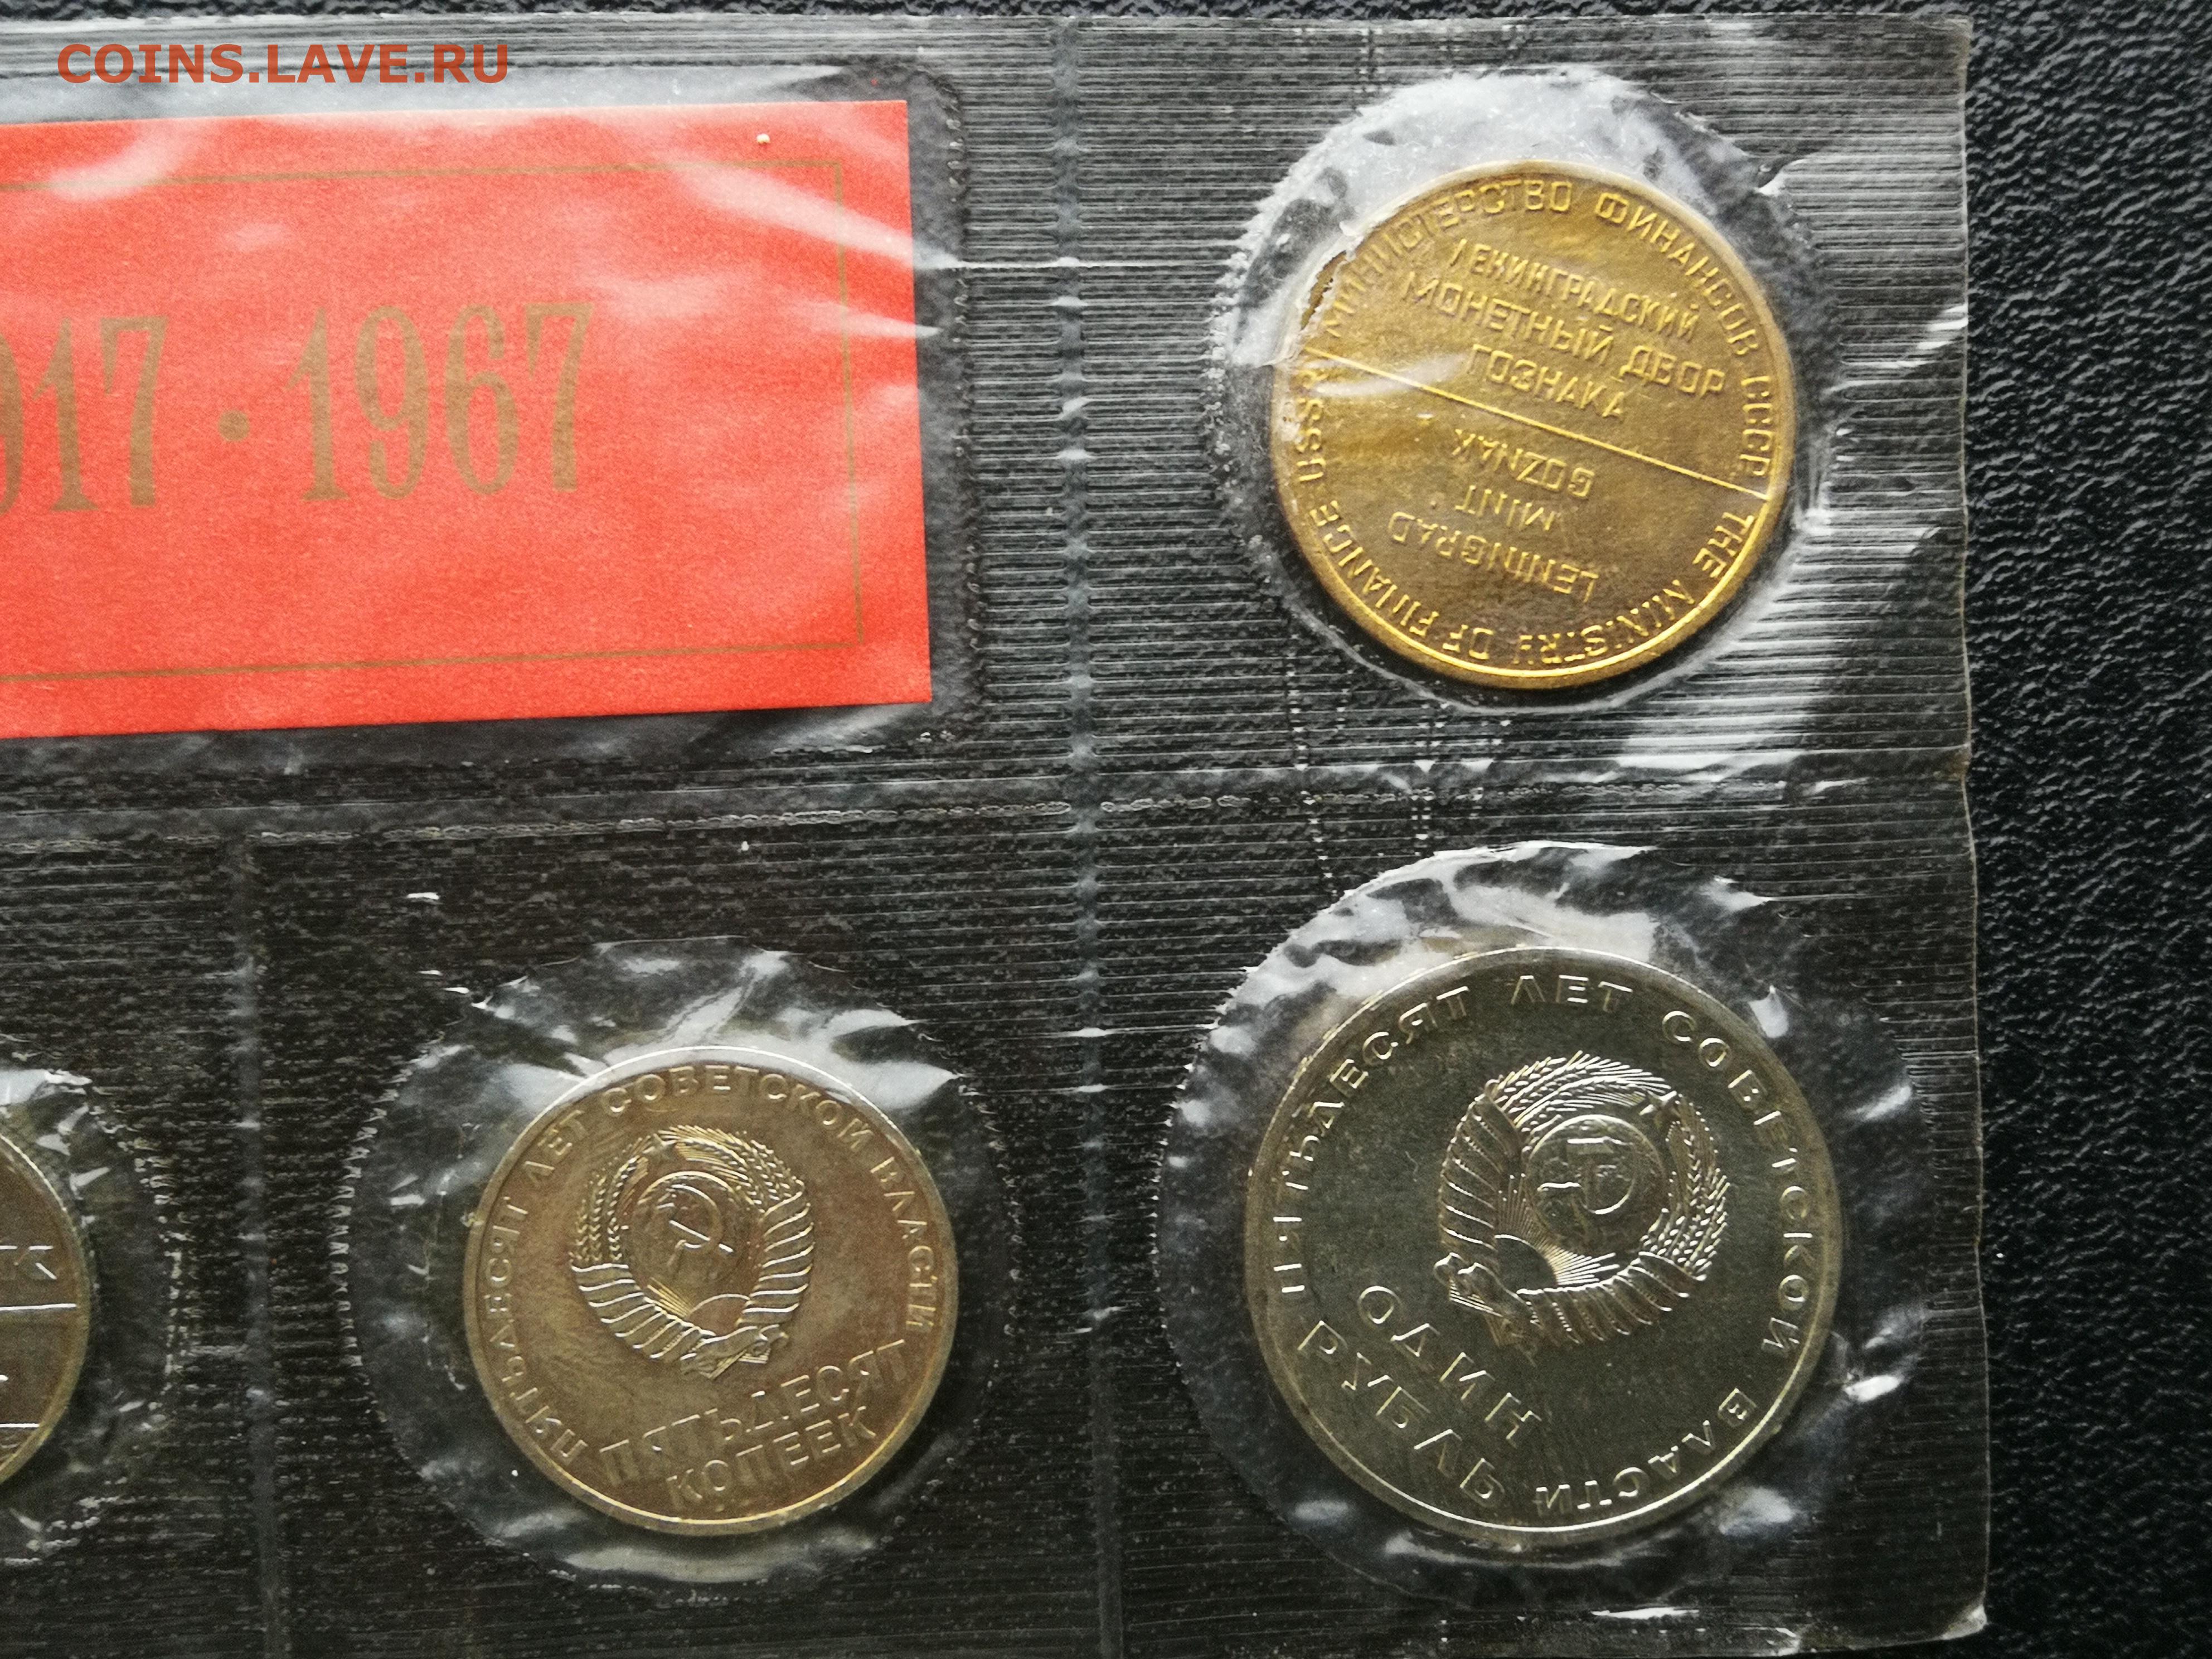 COINS.LAVE.RU
917 · 1967
МИНИСТЕРСТВО ФИНАНСОВ СССР
ЛЕНИНГРАДСКИЙ
МОНЕТНЫЙ ДВОР
ГОЗНАКА
LENINGRAD
MINT
GOZNAK
THE MINISTRY OF FINANCE USSR
К
ПЯТЬДЕСЯТ ЛЕТ СОВЕТСКОЙ ВЛАСТИ
ПЯТЬДЕСЯТ
КОПЕЕК
ПЯТЬДЕСЯТ ЛЕТ СОВЕТСКОЙ ВЛАСТИ
ОДИН
РУБЛЬ